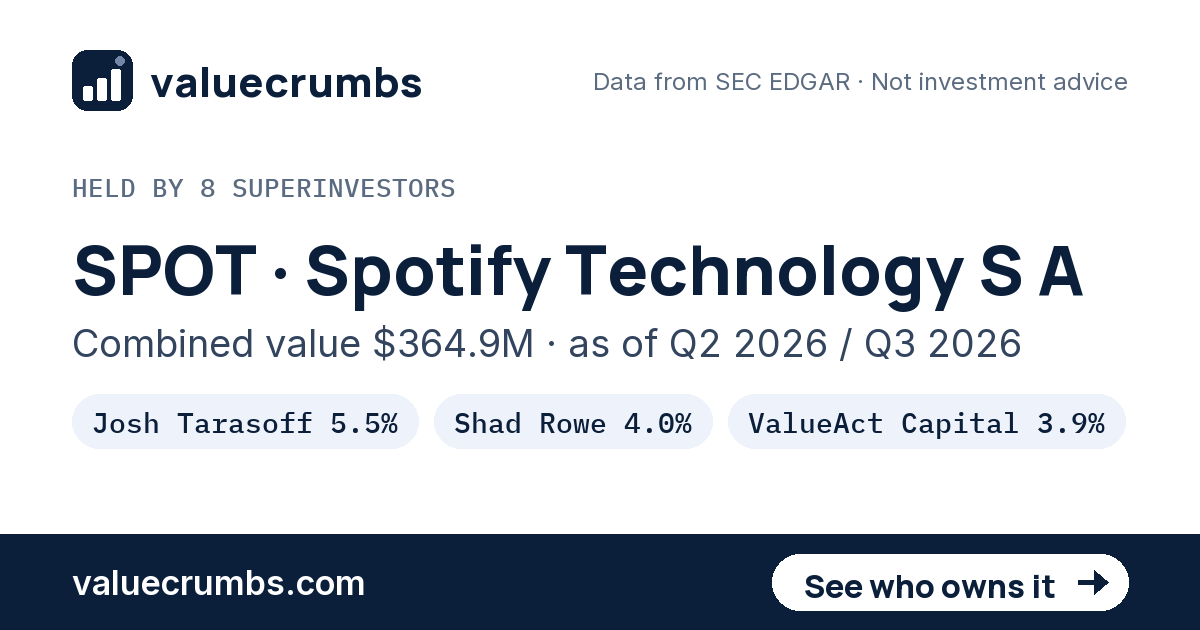 valuecrumbs
Data from SEC EDGAR · Not investment advice
HELD BY 8 SUPERINVESTORS
SPOT · Spotify Technology S A
Combined value $364.9M · as of Q2 2026 / Q3 2026
Josh Tarasoff 5.5%
Shad Rowe 4.0%
ValueAct Capital 3.9%
valuecrumbs.com
See who owns it →